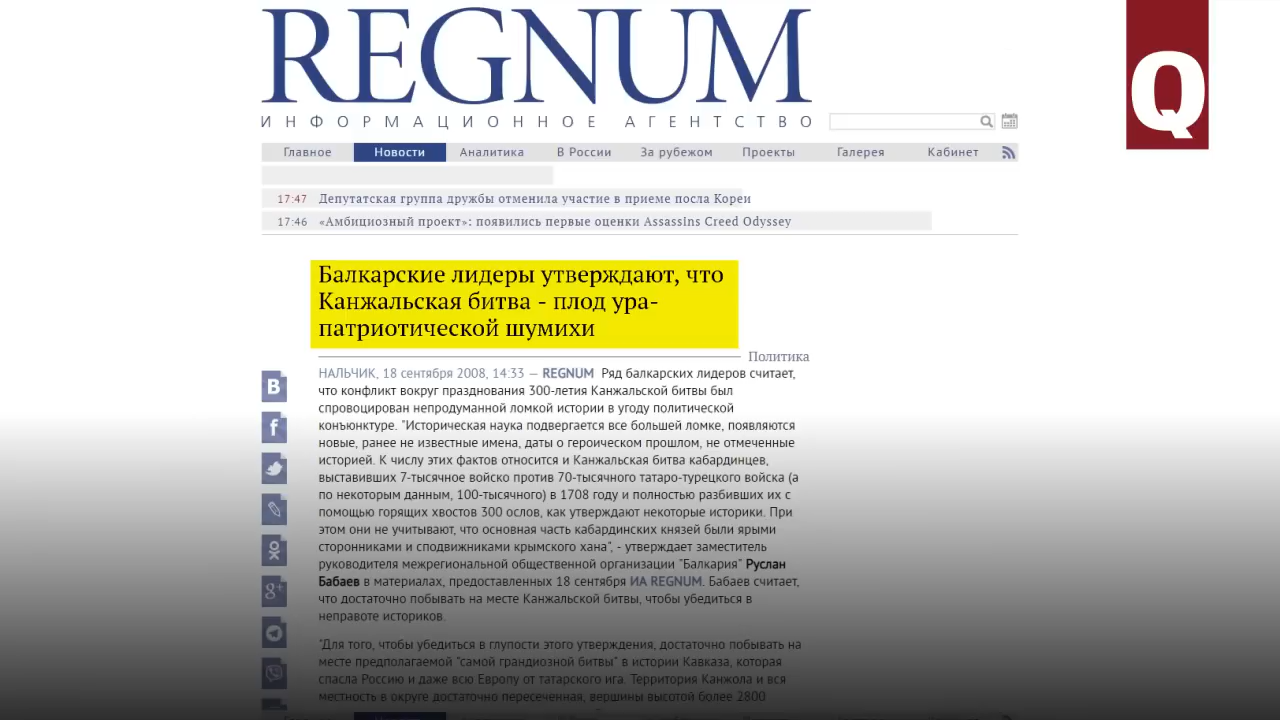 REGNUM
Q
ИНФОРМАЦИОННОЕ АГЕНТСТВО
Главное Новости Аналитика В России За рубежом Проекты Галерея Кабинет
17:47 Депутатская группа дружбы отменила участие в приеме посла Кореи
17:46 «Амбициозный проект»: появились первые оценки Assassins Creed Odyssey
Балкарские лидеры утверждают, что
Канжальская битва - плод ура-
патриотической шумихи
Политика
НАЛЬЧИК, 18 сентября 2008, 14:33 — REGNUM Ряд балкарских лидеров считает,
что конфликт вокруг празднования 300-летия Канжальской битвы был
спровоцирован непродуманной ломкой истории в угоду политической
конъюнктуре. "Историческая наука подвергается все большей ломке, появляются
новые, ранее не известные имена, даты о героическом прошлом, не отмеченные
историей. К числу этих фактов относится и Канжальская битва кабардинцев,
выставивших 7-тысячное войско против 70-тысячного татаро-турецкого войска (а
по некоторым данным, 100-тысячного) в 1708 году и полностью разбивших их с
помощью горящих хвостов 300 ослов, как утверждают некоторые историки. При
этом они не учитывают, что основная часть кабардинских князей были ярыми
сторонниками и сподвижниками крымского хана", - утверждает заместитель
руководителя межрегиональной общественной организации "Балкария" Руслан
Бабаев в материалах, предоставленных 18 сентября ИА REGNUM. Бабаев считает,
что достаточно побывать на месте Канжальской битвы, чтобы убедиться в
неправоте историков.
"Для того, чтобы убедиться в глупости этого утверждения, достаточно побывать на
месте предполагаемой "самой грандиозной битвы" в истории Кавказа, которая
спасла Россию и даже всю Европу от татарского ига. Территория Канжола и вся
местность в округе достаточно пересеченная, вершины высотой более 2800